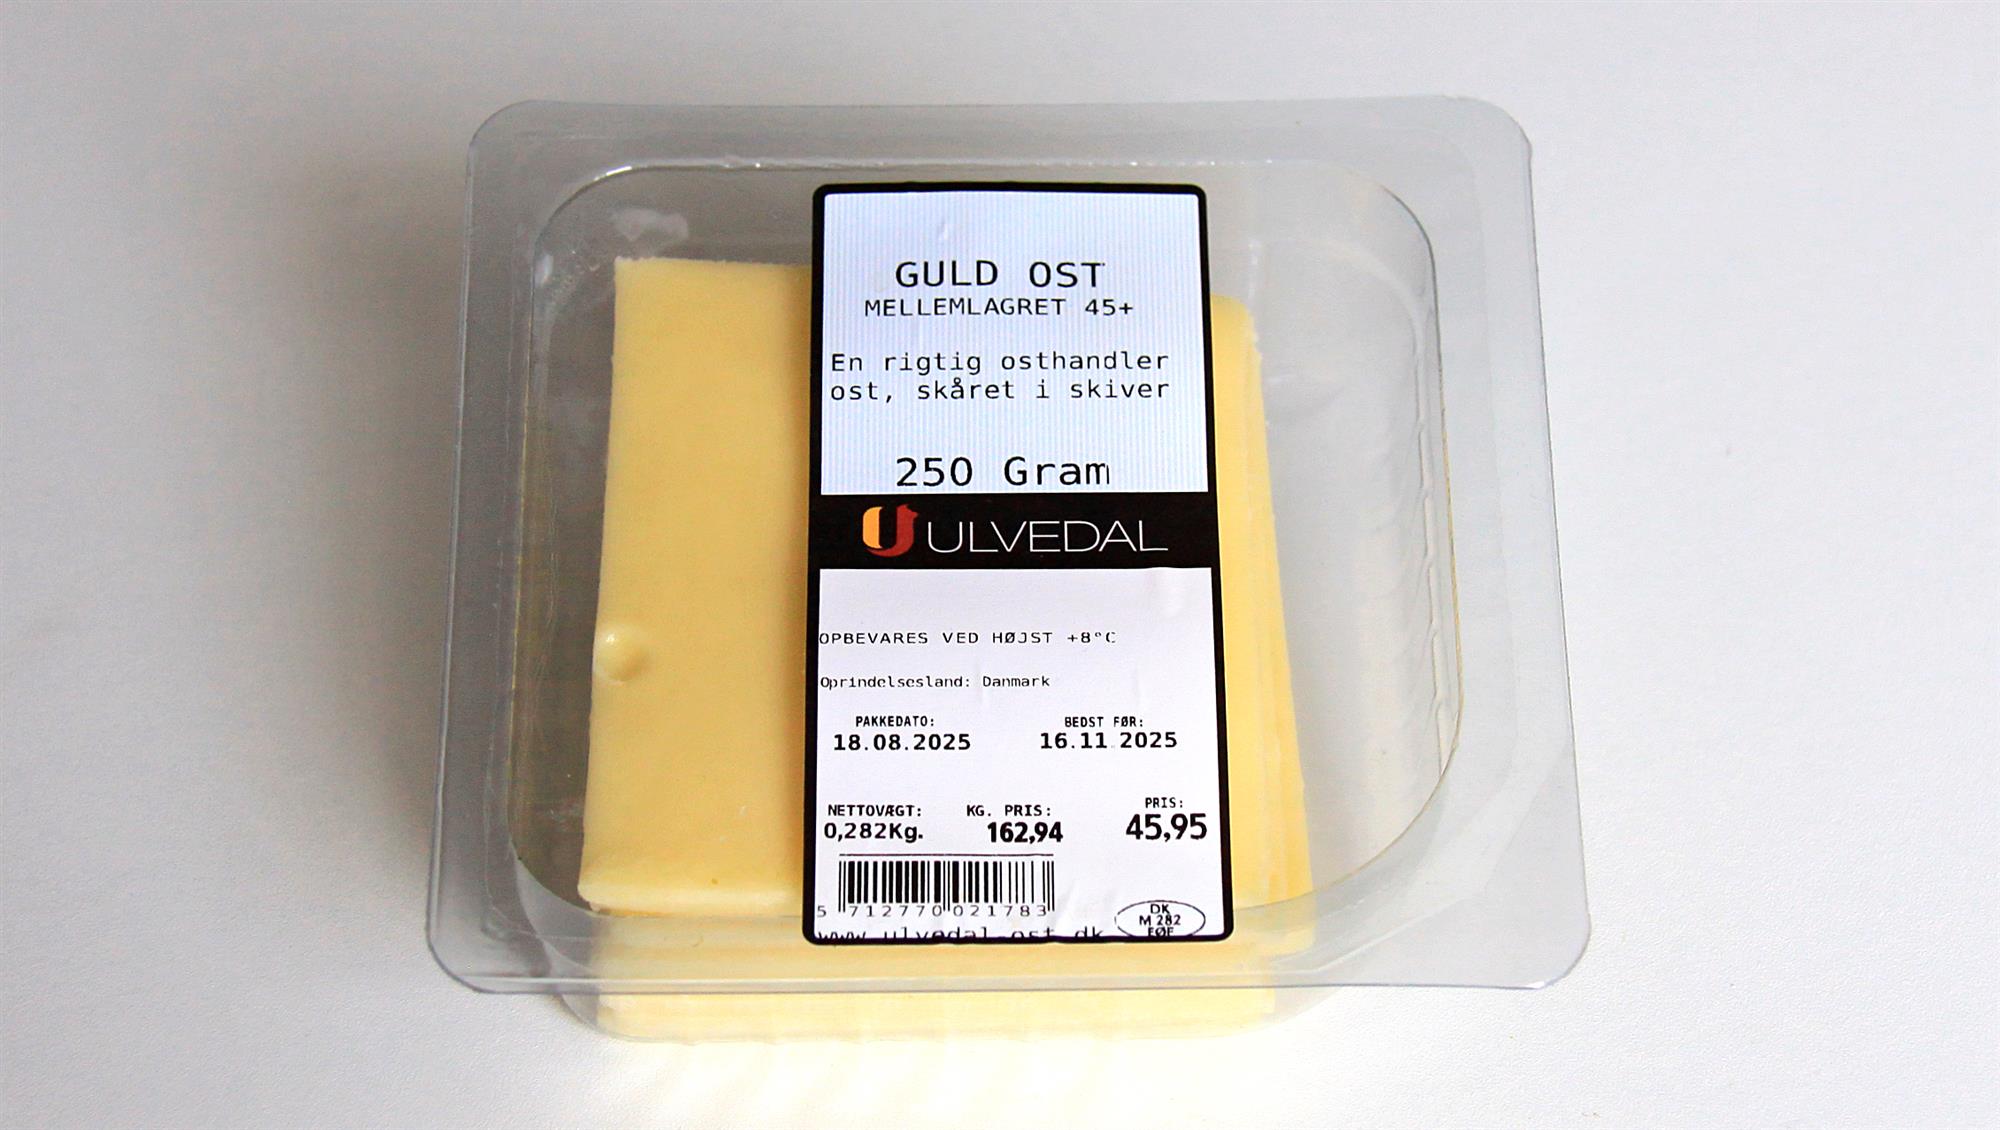 GULD OST
MELLEMLAGRET 45+
En rigtig osthandler
ost, skåret i skiver
250 Gram
ULVEDAL
OPBEVARES VED HØJST +8°C
Oprindelsesland: Danmark
PAKKEDATO: BEDST FØR:
18.08.2025 16.11.2025
NETTOVÆGT: KG. PRIS: PRIS:
0,282Kg. 162,94 45,95
5 712770 021783
www.ulvedal-ost.dk
DK
M 282
EØF